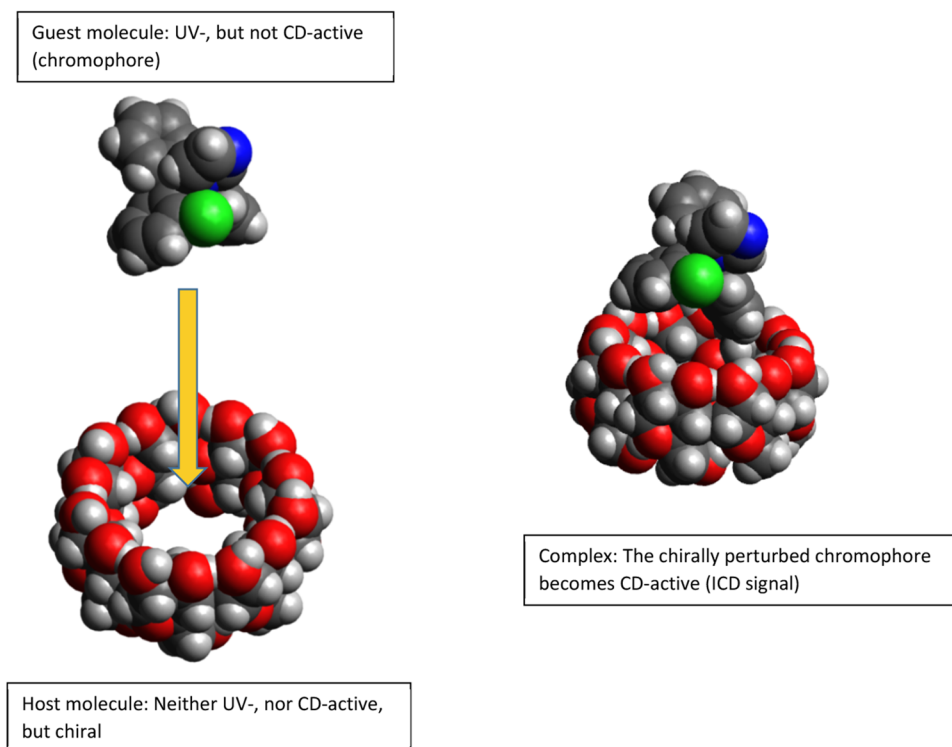 Guest molecule: UV-, but not CD-active
(chromophore)
Complex: The chirally perturbed chromophore
becomes CD-active (ICD signal)
Host molecule: Neither UV-, nor CD-active,
but chiral